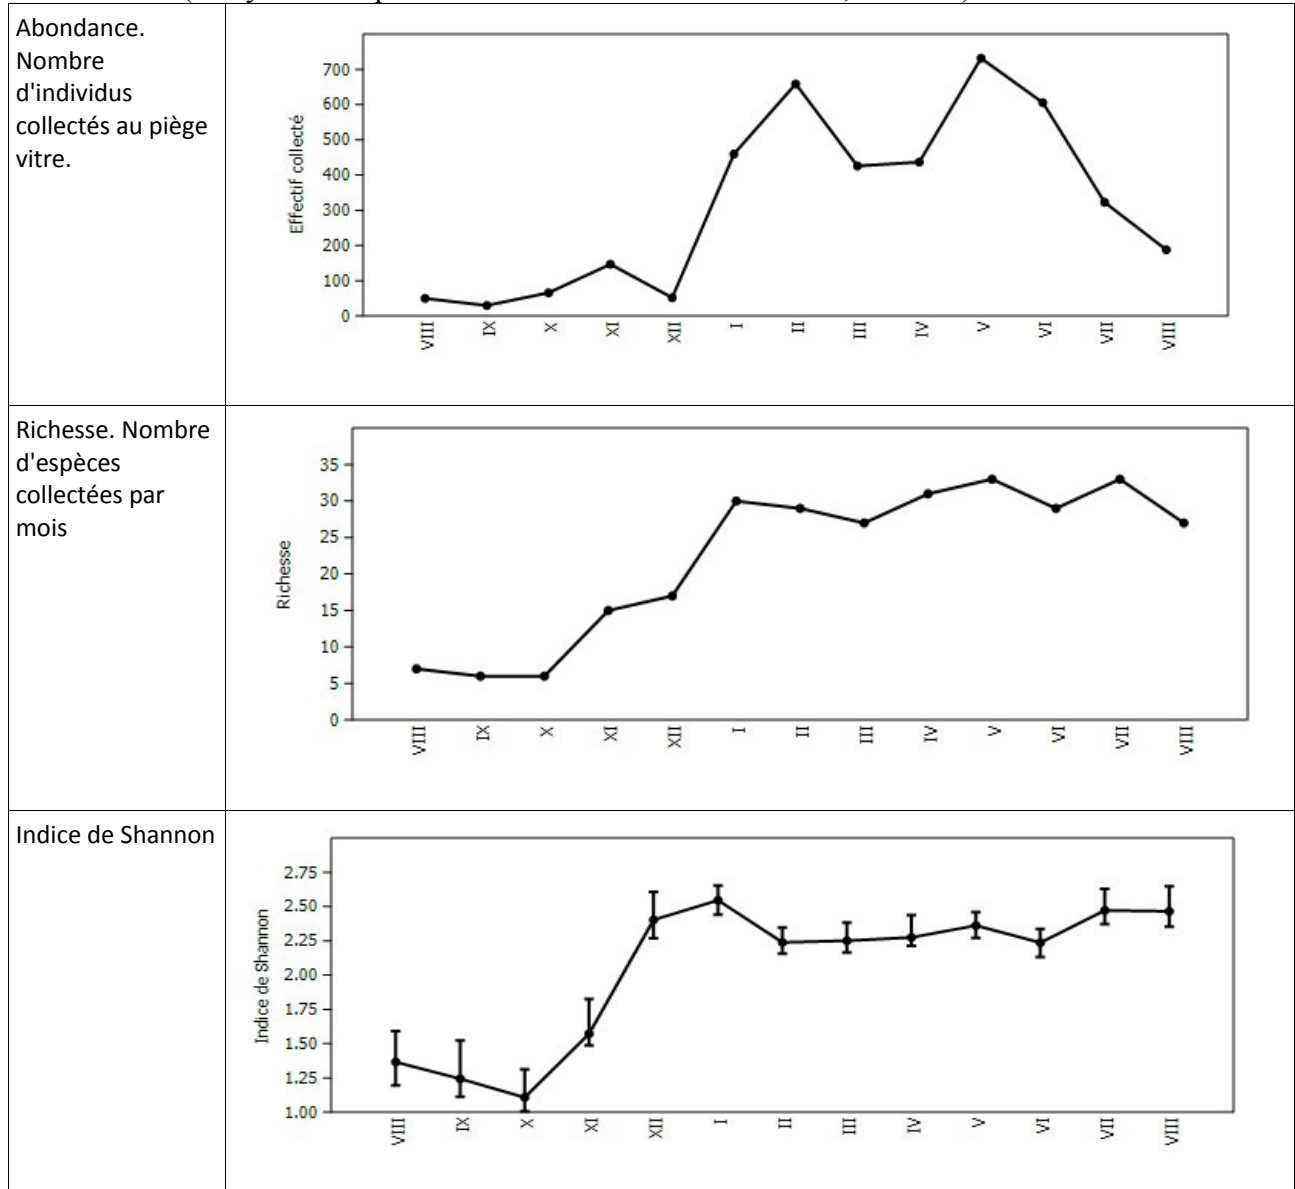 Abondance.
Nombre
d'individus
collectés au piège
vitre.
Effectif collecté
700
600
500
400
300
200
100
0
VIII IX X XI XII I II III IV V VI VII VIII
Richesse. Nombre
d'espèces
collectées par
mois
Richesse
35
30
25
20
15
10
5
0
VIII IX X XI XII I II III IV V VI VII VIII
Indice de Shannon
Indice de Shannon
2.75
2.50
2.25
2.00
1.75
1.50
1.25
1.00
VIII IX X XI XII I II III IV V VI VII VIII